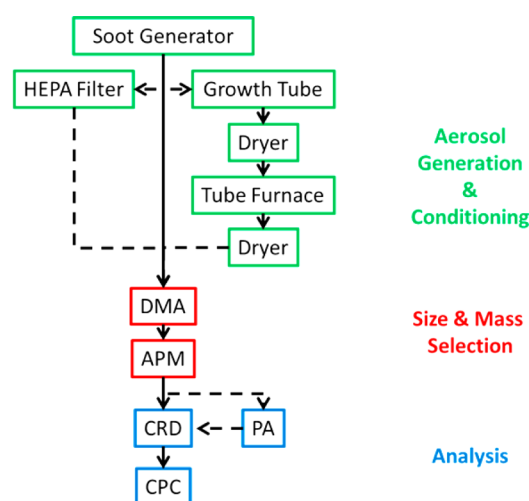 Soot Generator
HEPA Filter
Growth Tube
Dryer
Tube Furnace
Dryer
Aerosol
Generation
&
Conditioning
DMA
APM
Size & Mass
Selection
CRD
PA
CPC
Analysis